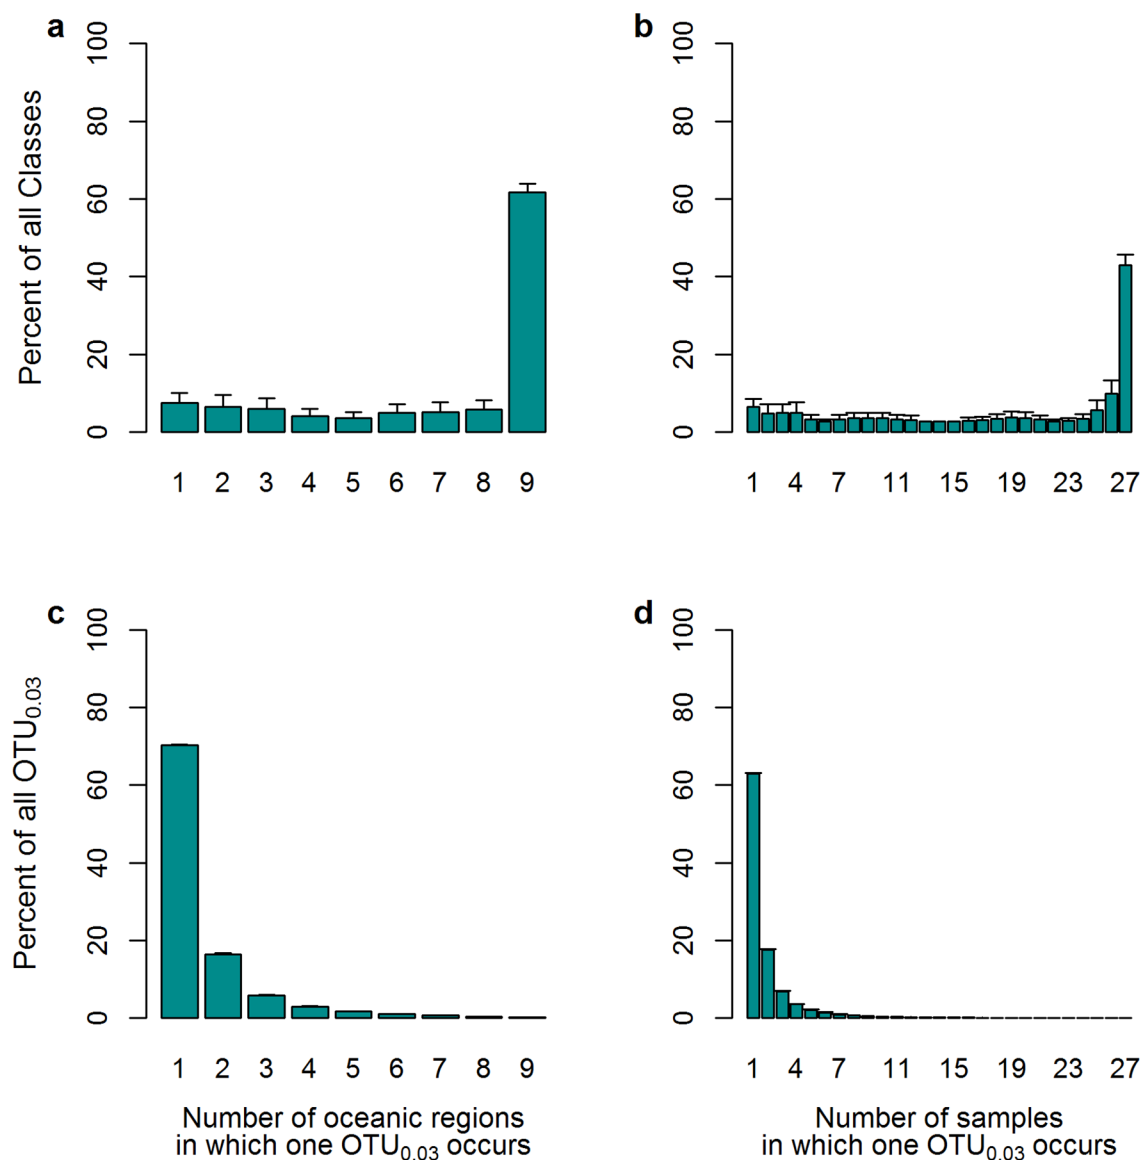 a
Percent of all Classes
100
80
60
40
20
0
1 2 3 4 5 6 7 8 9
b
100
80
60
40
20
0
1 4 7 11 15 19 23 27
c
Percent of all OTU0.03
100
80
60
40
20
0
1 2 3 4 5 6 7 8 9
Number of oceanic regions
in which one OTU0.03 occurs
d
100
80
60
40
20
0
1 4 7 11 15 19 23 27
Number of samples
in which one OTU0.03 occurs